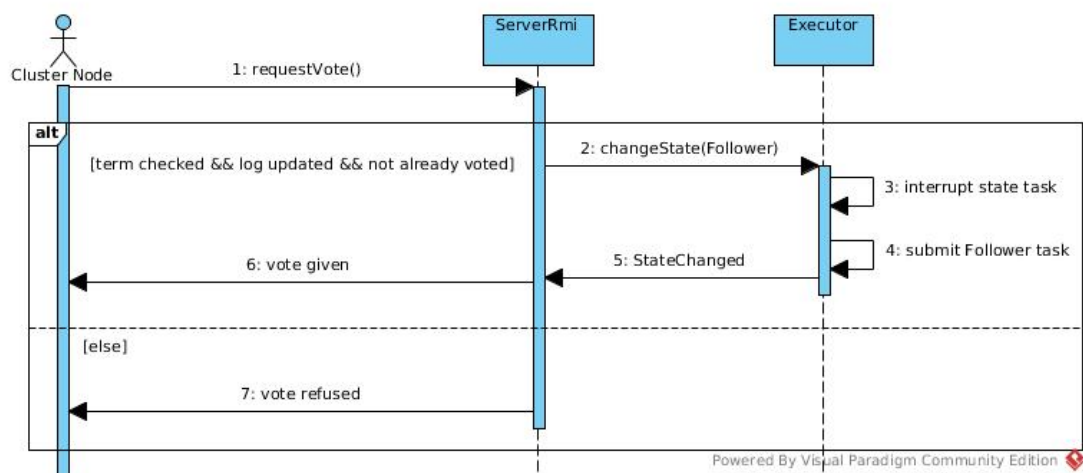 ServerRmi
Executor
Cluster Node
1: requestVote()
alt
[term checked && log updated && not already voted]
2: changeState(Follower)
3: interrupt state task
4: submit Follower task
5: StateChanged
6: vote given
[else]
7: vote refused
Powered By Visual Paradigm Community Edition